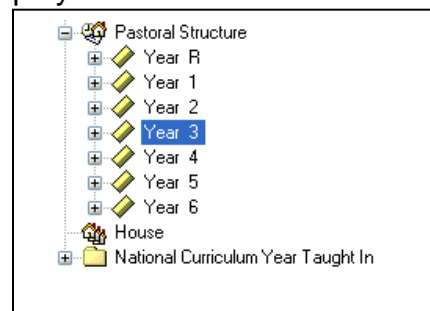 Pastoral Structure
Year R
Year 1
Year 2
Year 3
Year 4
Year 5
Year 6
House
National Curriculum Year Taught In